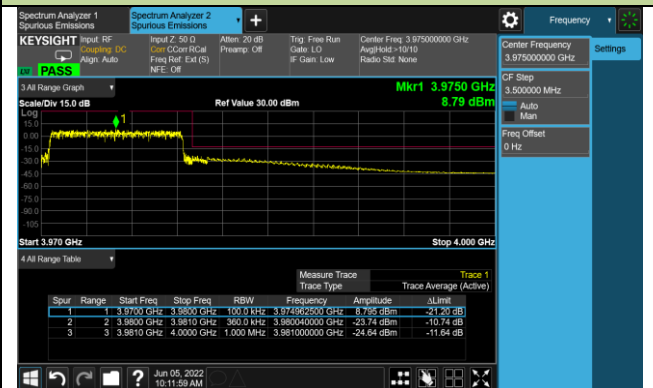 Spectrum Analyzer 1
Spurious Emissions
Spectrum Analyzer 2
Spurious Emissions
Frequency
KEYSIGHT
Input: RF
Coupling: DC
Align: Auto
Input Z: 50 Ω
Corr CCorr RCal
Freq Ref: Ext (S)
NFE: Off
Atten: 20 dB
Preamp: Off
Trig: Free Run
Gate: LO
IF Gain: Low
Center Freq: 3.975000000 GHz
Avg|Hold:>10/10
Radio Std: None
PASS
Center Frequency
3.975000000 GHz
Settings
CF Step
3.500000 MHz
Auto
Man
Freq Offset
0 Hz
3 All Range Graph
Mkr1 3.9750 GHz
8.79 dBm
Scale/Div 15.0 dB
Ref Value 30.00 dBm
Log
15.0
0.00
-15.0
-30.0
-45.0
-60.0
-75.0
-90.0
-105
1
Start 3.970 GHz
Stop 4.000 GHz
4 All Range Table
Measure Trace Trace 1
Trace Type Trace Average (Active)
Spur Range Start Freq Stop Freq RBW Frequency Amplitude ΔLimit
1 1 3.9700 GHz 3.9800 GHz 100.0 kHz 3.974962500 GHz 8.795 dBm -21.20 dB
2 2 3.9800 GHz 3.9810 GHz 360.0 kHz 3.980040000 GHz -23.74 dBm -10.74 dB
3 3 3.9810 GHz 4.0000 GHz 1.000 MHz 3.981000000 GHz -24.64 dBm -11.64 dB
Jun 05, 2022
10:11:59 AM